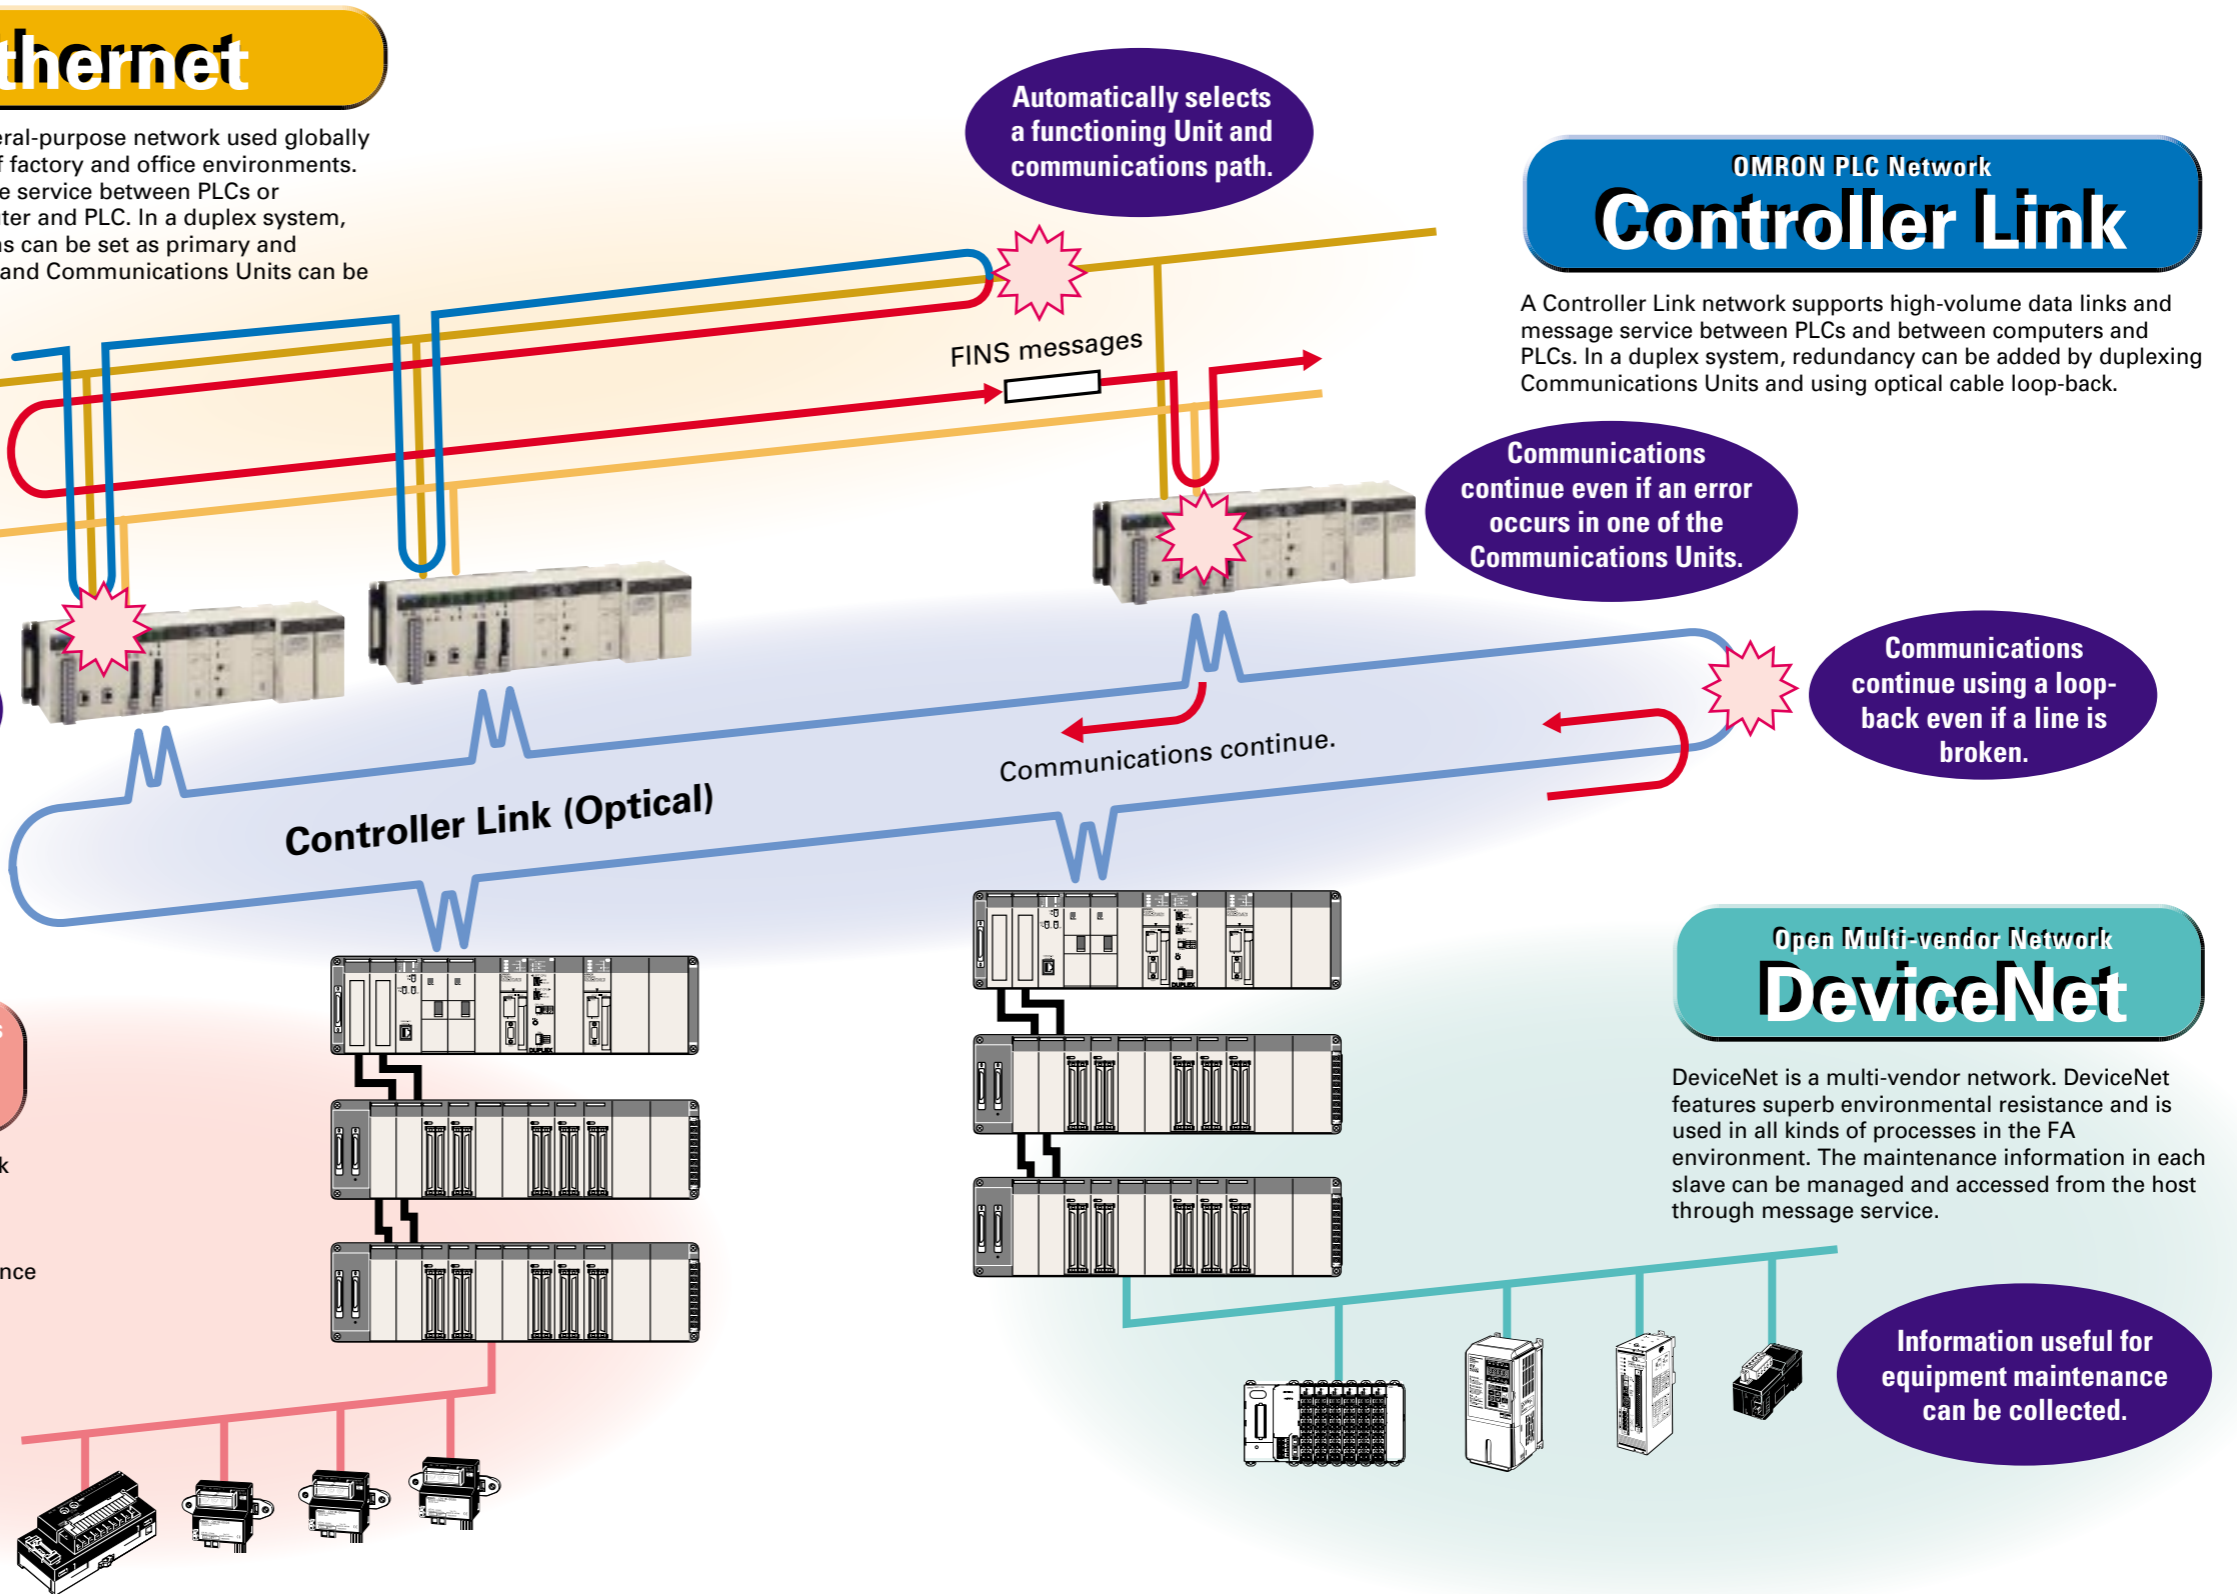 thernet
eral-purpose network used globally
f factory and office environments.
e service between PLCs or
ter and PLC. In a duplex system,
ns can be set as primary and
and Communications Units can be
Automatically selects
a functioning Unit and
communications path.
OMRON PLC Network
Controller Link
A Controller Link network supports high-volume data links and
message service between PLCs and between computers and
PLCs. In a duplex system, redundancy can be added by duplexing
Communications Units and using optical cable loop-back.
FINS messages
Communications
continue even if an error
occurs in one of the
Communications Units.
Communications
continue using a loop-
back even if a line is
broken.
Communications continue.
Controller Link (Optical)
DUPLEX
DUPLEX
Open Multi-vendor Network
DeviceNet
DeviceNet is a multi-vendor network. DeviceNet
features superb environmental resistance and is
used in all kinds of processes in the FA
environment. The maintenance information in each
slave can be managed and accessed from the host
through message service.
s
k
nce
Information useful for
equipment maintenance
can be collected.